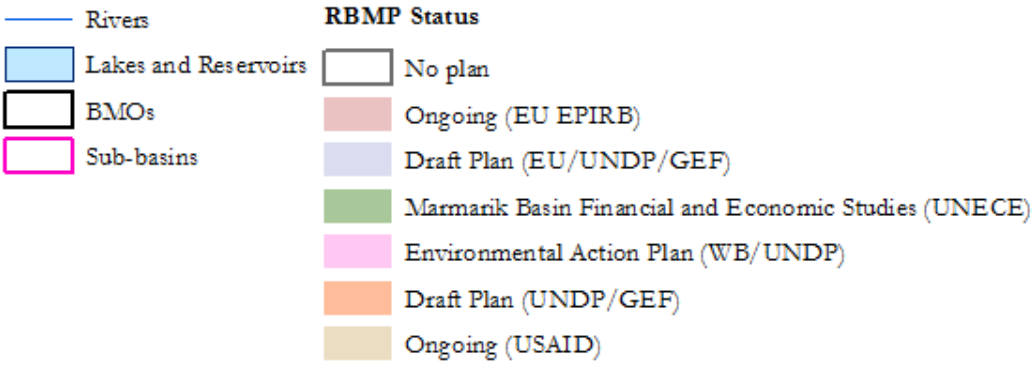 Rivers
Lakes and Reservoirs
BMOs
Sub-basins
RBMP Status
No plan
Ongoing (EU EPIRB)
Draft Plan (EU/UNDP/GEF)
Marmarik Basin Financial and Economic Studies (UNECE)
Environmental Action Plan (WB/UNDP)
Draft Plan (UNDP/GEF)
Ongoing (USAID)